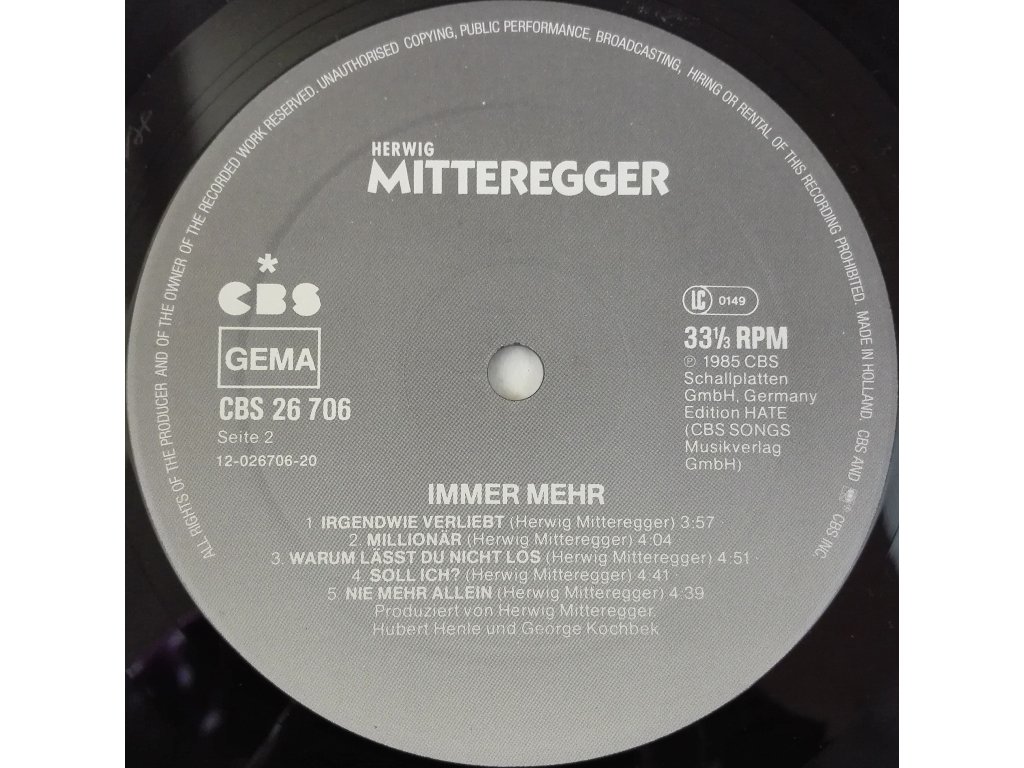 ALL RIGHTS OF THE PRODUCER AND OF THE OWNER OF THE RECORDED WORK RESERVED. UNAUTHORISED COPYING, PUBLIC PERFORMANCE, BROADCASTING, HIRING OR RENTAL OF THIS RECORDING PROHIBITED. MADE IN HOLLAND CBS AND CBS INC
HERWIG
MITTEREGGER
*
CBS
GEMA
CBS 26 706
Seite 2
12-026706-20
LC 0149
33⅓ RPM
℗ 1985 CBS
Schallplatten
GmbH, Germany
Edition HATE
(CBS SONGS
Musikverlag
GmbH)
IMMER MEHR
1 IRGENDWIE VERLIEBT (Herwig Mitteregger) 3:57
2. MILLIONÄR (Herwig Mitteregger) 4:04
3. WARUM LÄSST DU NICHT LOS (Herwig Mitteregger) 4:51
4. SOLL ICH? (Herwig Mitteregger) 4:41
5 NIE MEHR ALLEIN (Herwig Mitteregger) 4:39
Produziert von Herwig Mitteregger,
Hubert Henle und George Kochbek